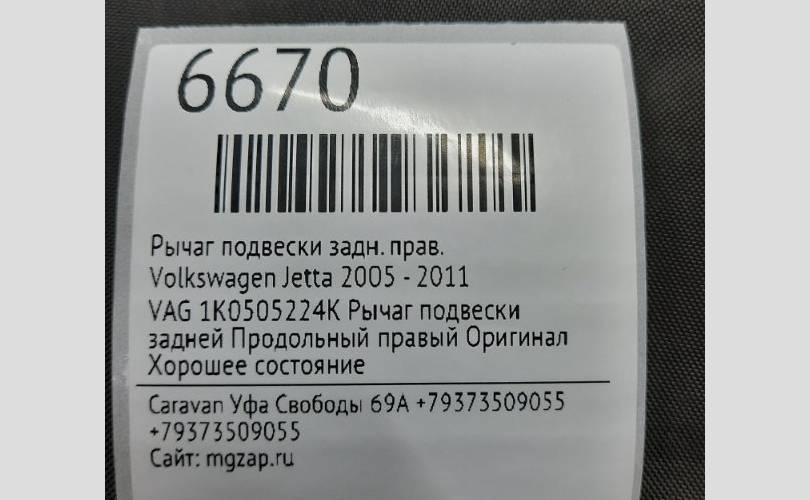 6670
Рычаг подвески задн. прав.
Volkswagen Jetta 2005 - 2011
VAG 1K0505224K Рычаг подвески
задней Продольный правый Оригинал
Хорошее состояние
Caravan Уфа Свободы 69А +79373509055
+79373509055
Сайт: mgzap.ru